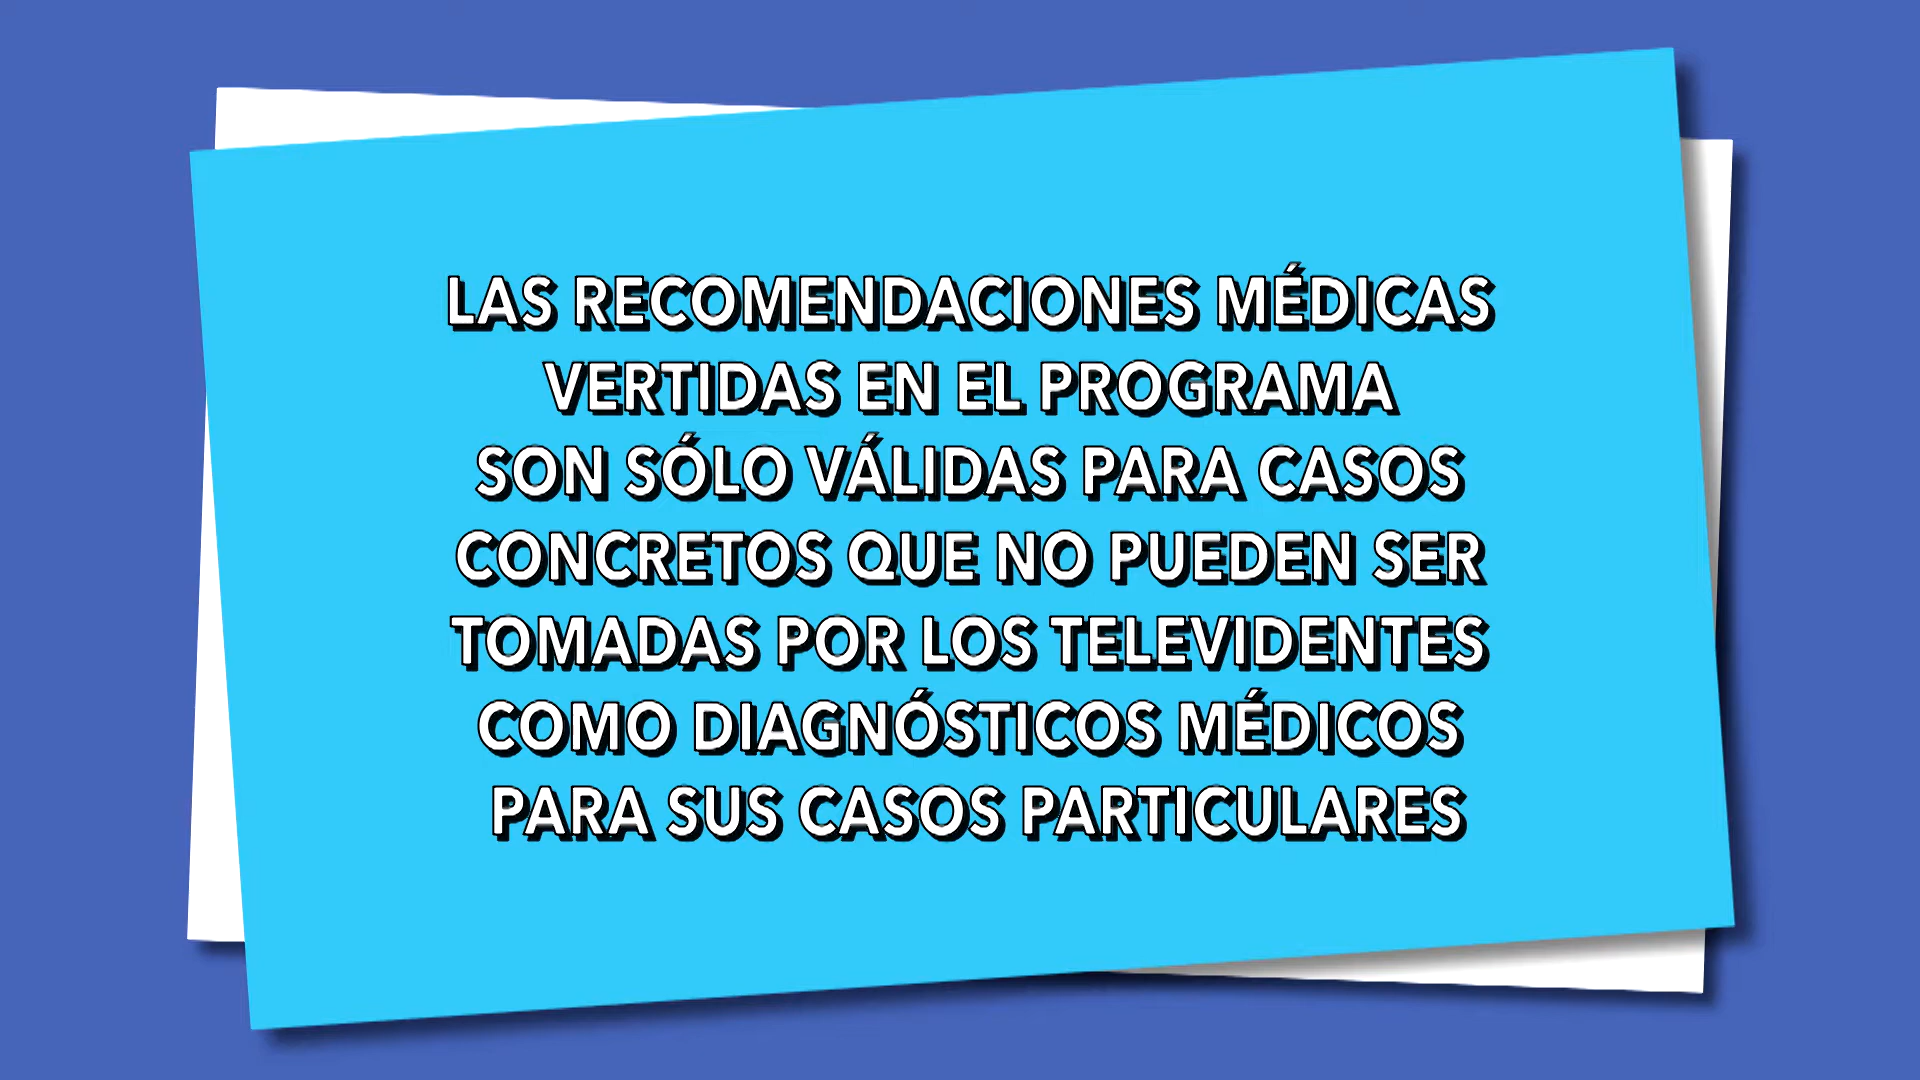 LAS RECOMENDACIONES MÉDICAS
VERTIDAS EN EL PROGRAMA
SON SÓLO VÁLIDAS PARA CASOS
CONCRETOS QUE NO PUEDEN SER
TOMADAS POR LOS TELEVIDENTES
COMO DIAGNÓSTICOS MÉDICOS
PARA SUS CASOS PARTICULARES